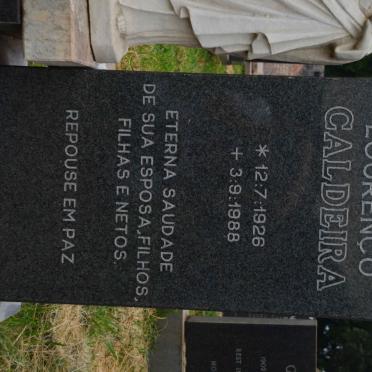 LOURENÇO
CALDEIRA
* 12:7:1926
+ 3:9:1988
ETERNA SAUDADE
DE SUA ESPOSA, FILHOS,
FILHAS E NETOS.
REPOUSE EM PAZ